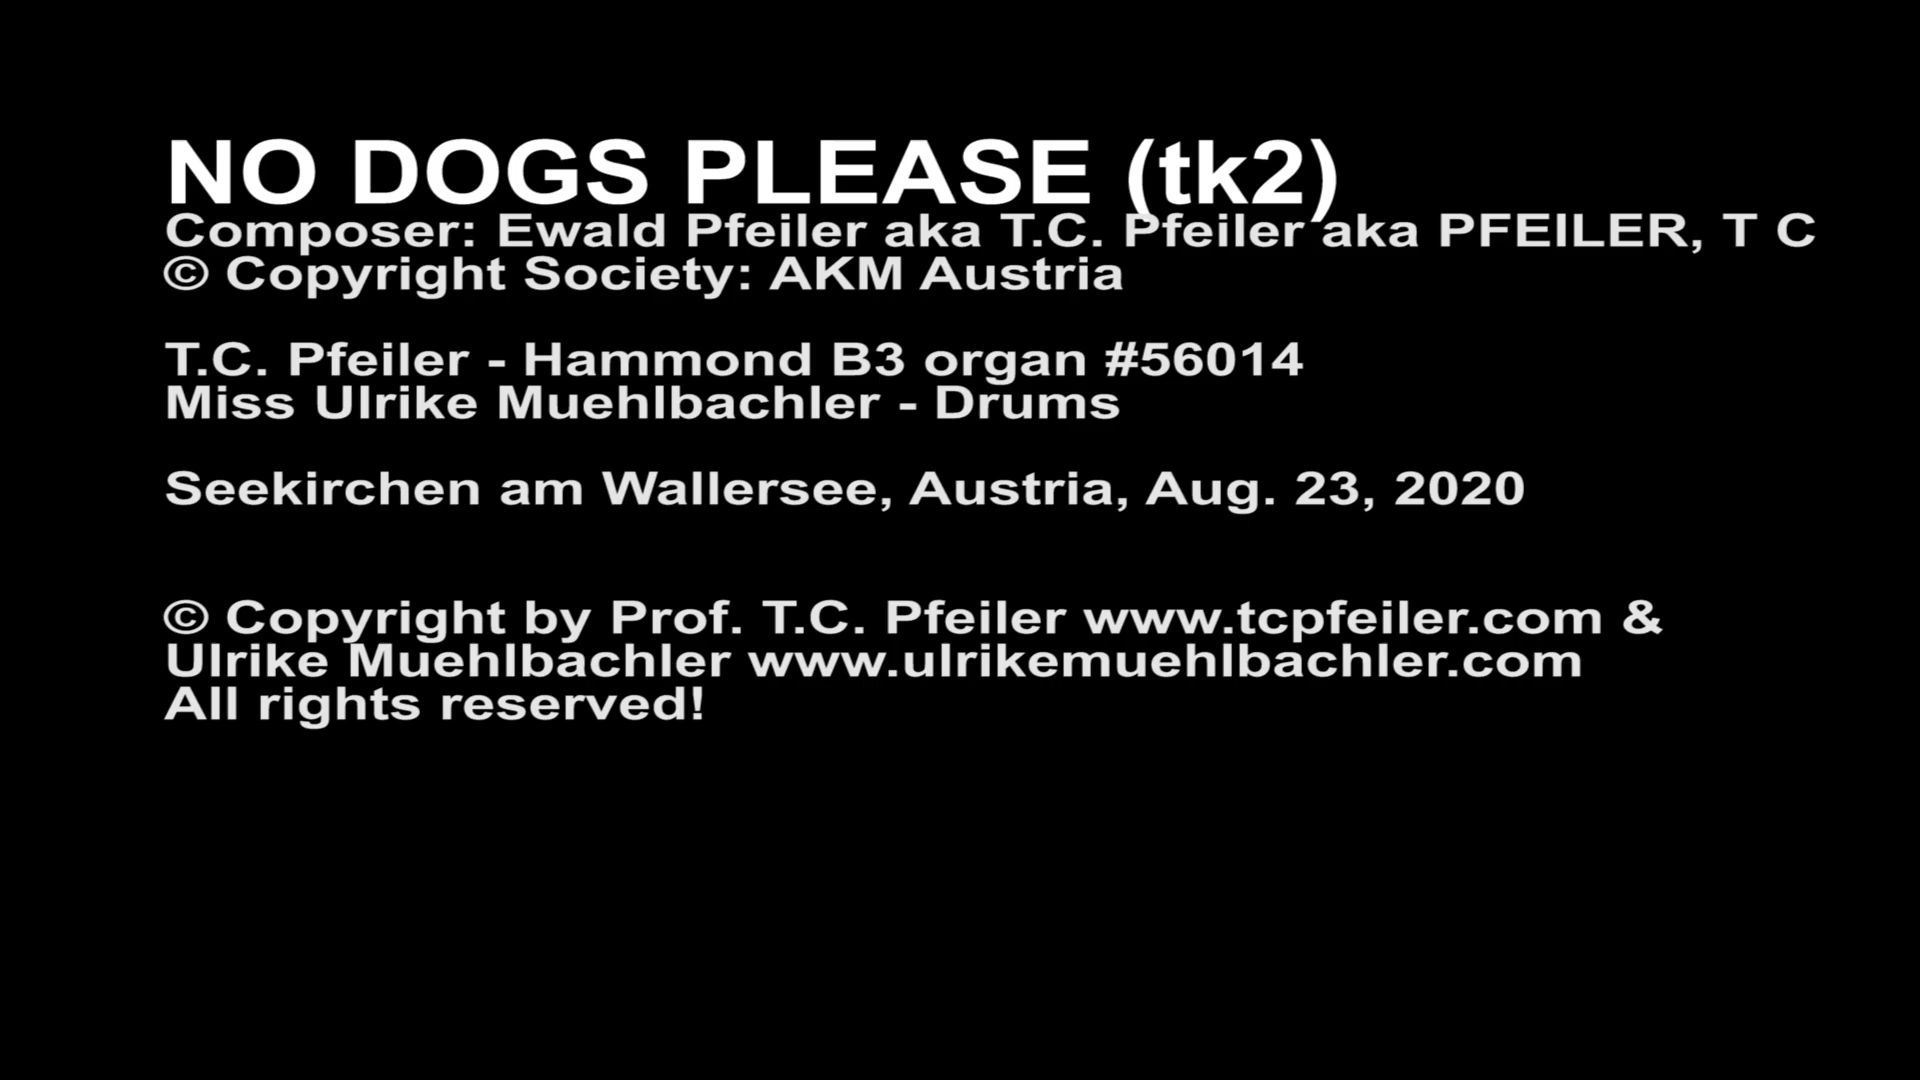 NO DOGS PLEASE (tk2)
Composer: Ewald Pfeiler aka T.C. Pfeiler aka PFEILER, T C
© Copyright Society: AKM Austria
T.C. Pfeiler - Hammond B3 organ #56014
Miss Ulrike Muehlbachler - Drums
Seekirchen am Wallersee, Austria, Aug. 23, 2020
© Copyright by Prof. T.C. Pfeiler www.tcpfeiler.com &
Ulrike Muehlbachler www.ulrikemuehlbachler.com
All rights reserved!